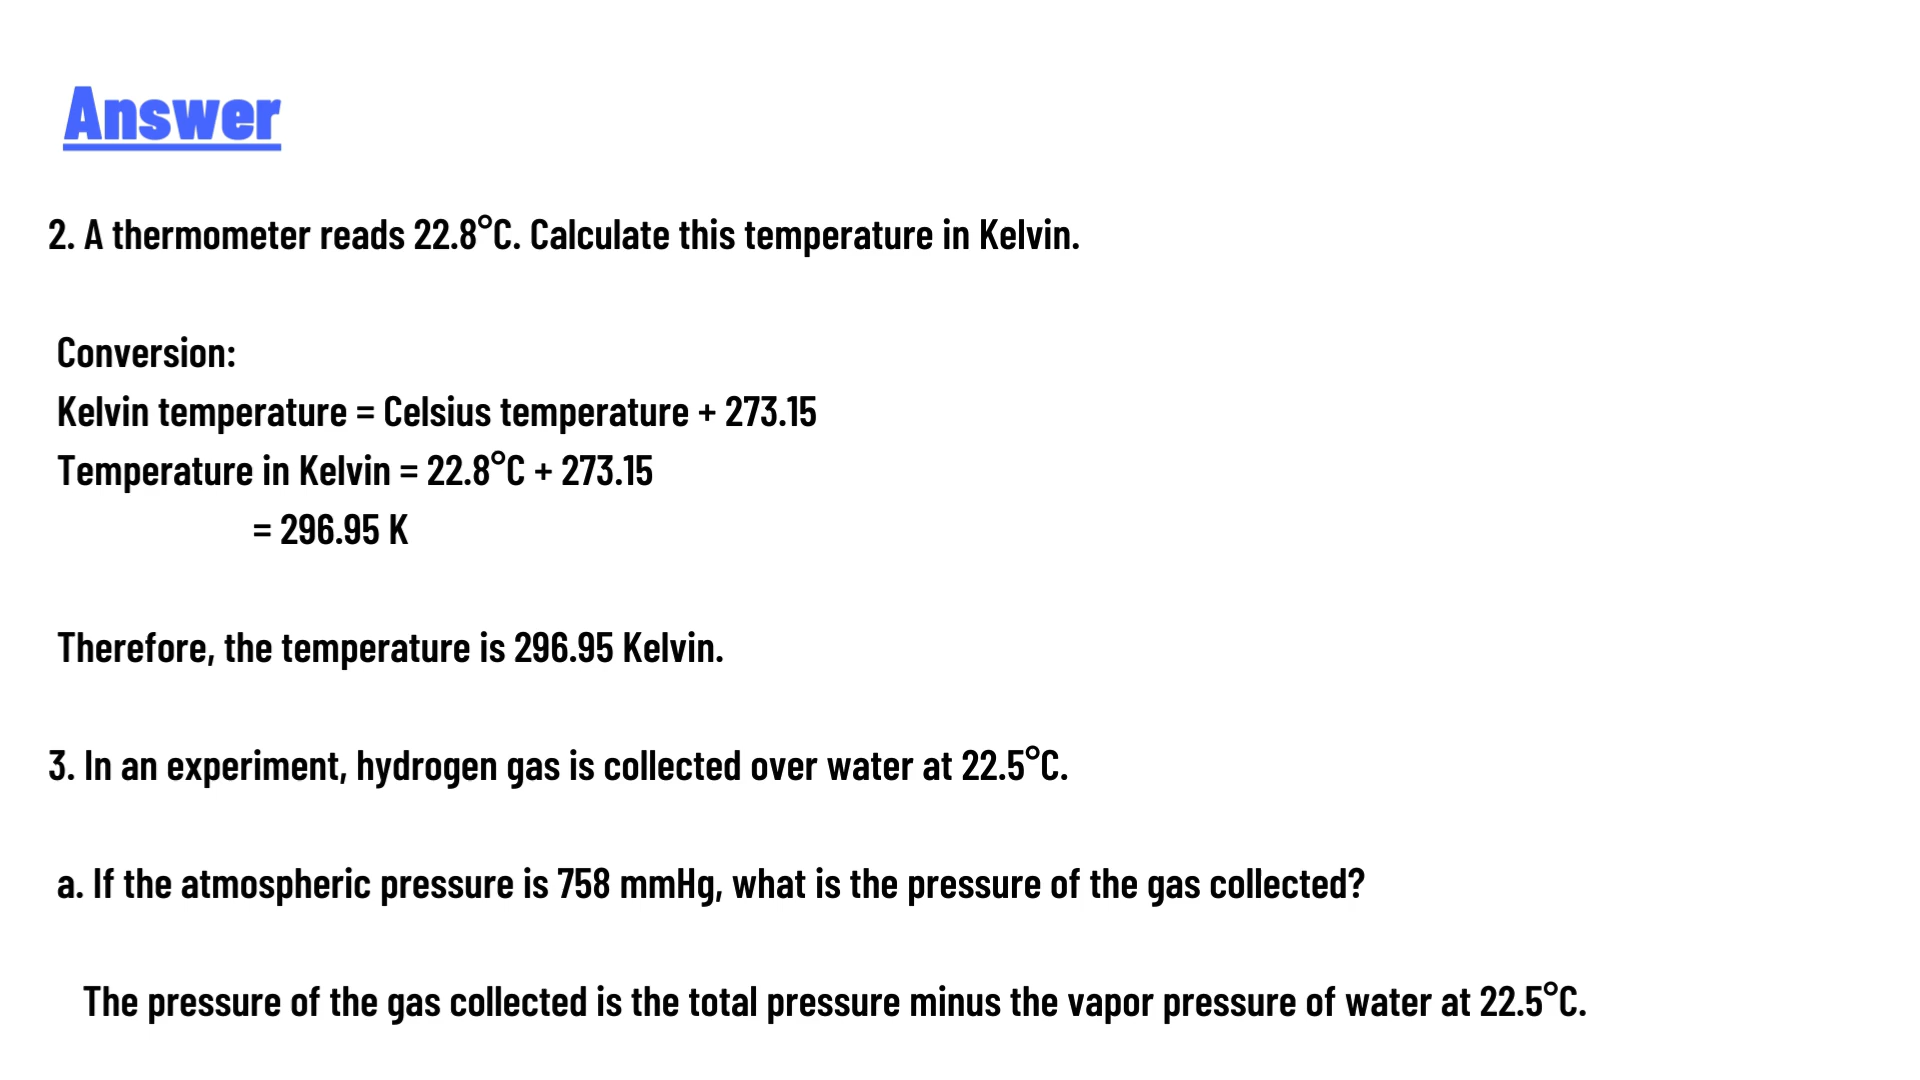 Answer
2. A thermometer reads 22.8°C. Calculate this temperature in Kelvin.
Conversion:
Kelvin temperature = Celsius temperature + 273.15
Temperature in Kelvin = 22.8°C + 273.15
= 296.95 K
Therefore, the temperature is 296.95 Kelvin.
3. In an experiment, hydrogen gas is collected over water at 22.5°C.
a. If the atmospheric pressure is 758 mmHg, what is the pressure of the gas collected?
The pressure of the gas collected is the total pressure minus the vapor pressure of water at 22.5°C.